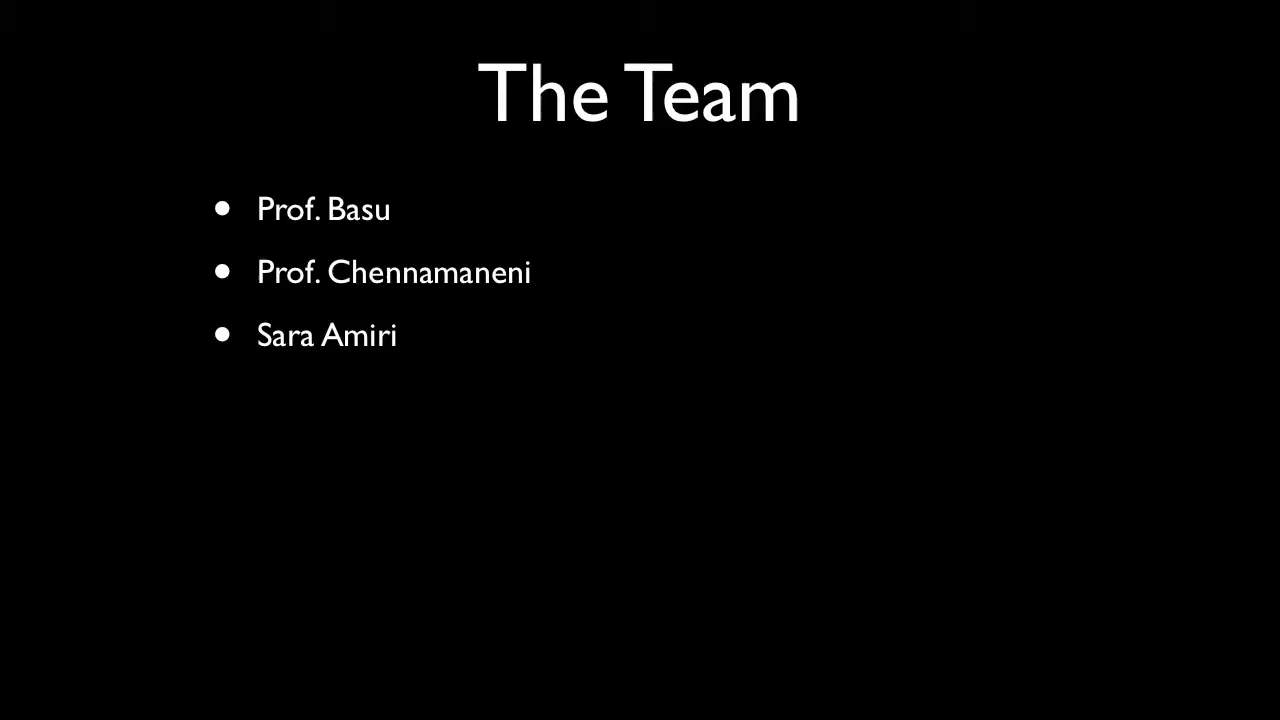 The Team
• Prof. Basu
• Prof. Chennamaneni
• Sara Amiri